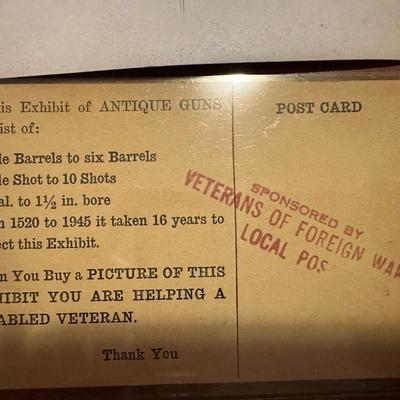 is Exhibit of ANTIQUE GUNS
ist of:
le Barrels to six Barrels
le Shot to 10 Shots
al. to 1½ in. bore
n 1520 to 1945 it taken 16 years to
ect this Exhibit.
n You Buy a PICTURE OF THIS
HIBIT YOU ARE HELPING A
ABLED VETERAN.
Thank You
POST CARD
SPONSORED BY
VETERANS OF FOREIGN WAR
LOCAL POS